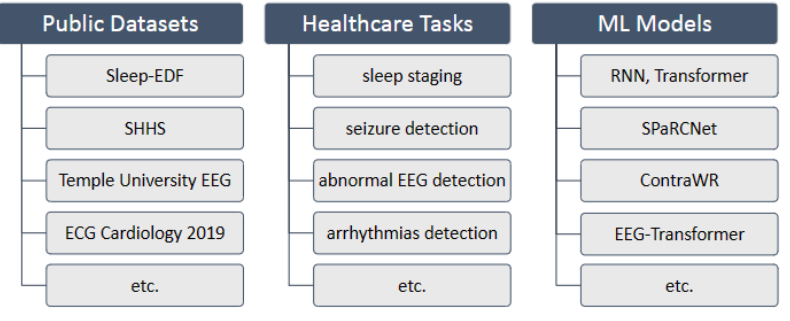 Public Datasets
Sleep-EDF
SHHS
Temple University EEG
ECG Cardiology 2019
etc.
Healthcare Tasks
sleep staging
seizure detection
abnormal EEG detection
arrhythmias detection
etc.
ML Models
RNN, Transformer
SPaRCNet
ContraWR
EEG-Transformer
etc.